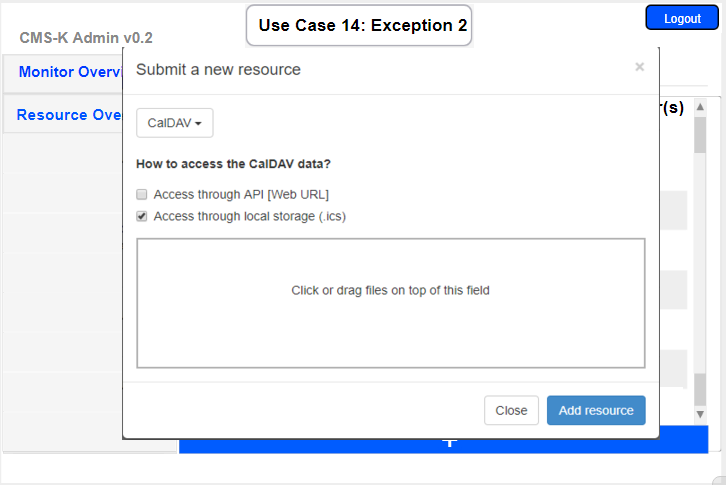 Use Case 14: Exception 2
Logout
CMS-K Admin v0.2
Monitor Overvi
Submit a new resource
×
Resource Ove
r(s)
CalDAV
How to access the CalDAV data?
Access through API [Web URL]
Access through local storage (.ics)
Click or drag files on top of this field
Close
Add resource
+